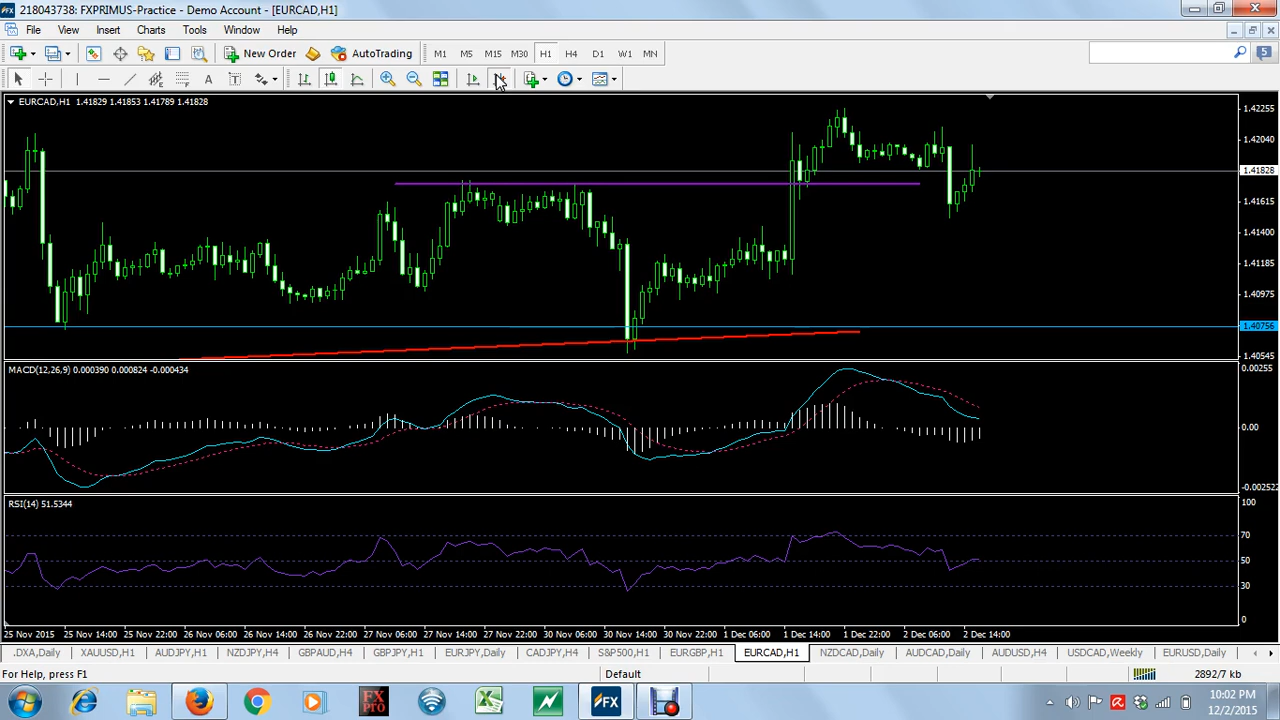 218043738: FXPRIMUS-Practice - Demo Account - [EURCAD,H1]
File View Insert Charts Tools Window Help
New Order AutoTrading M1 M5 M15 M30 H1 H4 D1 W1 MN 5
A T
EURCAD,H1 1.41829 1.41853 1.41789 1.41828
1.42255
1.42040
1.41828
1.41615
1.41400
1.41185
1.40975
1.40756
1.40545
MACD(12,26,9) 0.000390 0.000824 -0.000434
0.00255
0.00
-0.002522
RSI(14) 51.5344
100
70
50
30
0
25 Nov 2015 25 Nov 14:00 25 Nov 22:00 26 Nov 06:00 26 Nov 14:00 26 Nov 22:00 27 Nov 06:00 27 Nov 14:00 27 Nov 22:00 30 Nov 06:00 30 Nov 14:00 30 Nov 22:00 1 Dec 06:00 1 Dec 14:00 1 Dec 22:00 2 Dec 06:00 2 Dec 14:00
.DXA,Daily XAUUSD,H1 AUDJPY,H1 NZDJPY,H4 GBPAUD,H4 GBPJPY,H1 EURJPY,Daily CADJPY,H4 S&P500,H1 EURGBP,H1 EURCAD,H1 NZDCAD,Daily AUDCAD,Daily AUDUSD,H4 USDCAD,Weekly EURUSD,Daily
For Help, press F1 Default 2892/7 kb
FX PRO FX
10:02 PM
12/2/2015